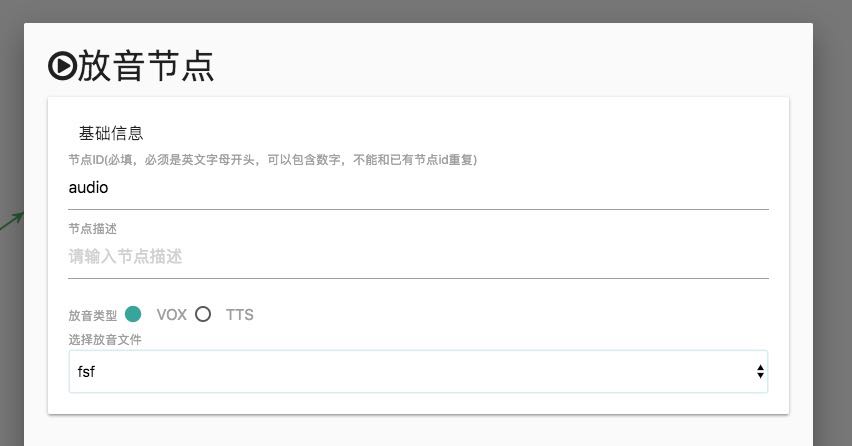 放音节点
基础信息
节点ID(必填，必须是英文字母开头，可以包含数字，不能和已有节点id重复)
audio
节点描述
请输入节点描述
放音类型 VOX TTS
选择放音文件
fsf